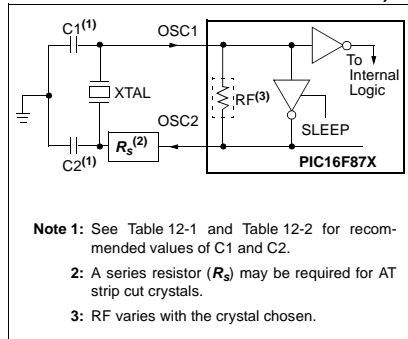 C1(1)
OSC1
To
Internal
Logic
XTAL
RF(3)
OSC2
SLEEP
C2(1)
Rs(2)
PIC16F87X
Note 1: See Table 12-1 and Table 12-2 for recom-
mended values of C1 and C2.
2: A series resistor (Rs) may be required for AT
strip cut crystals.
3: RF varies with the crystal chosen.